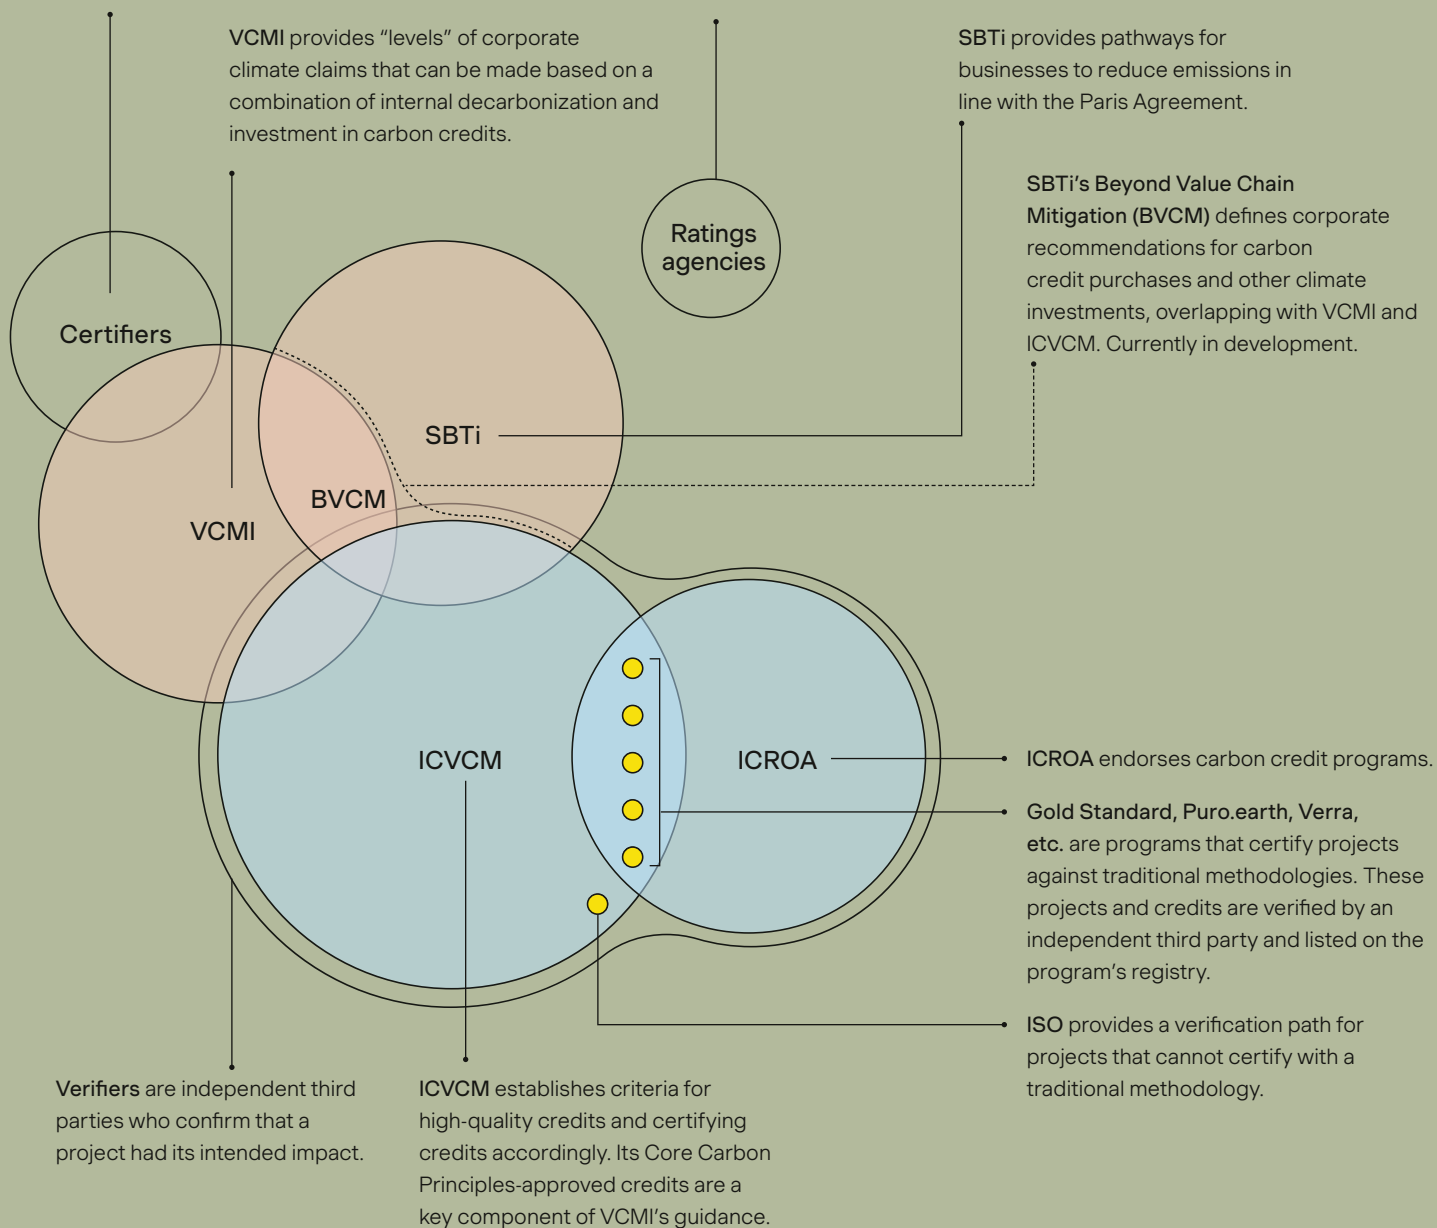 VCMI provides “levels” of corporate
climate claims that can be made based on a
combination of internal decarbonization and
investment in carbon credits.
SBTi provides pathways for
businesses to reduce emissions in
line with the Paris Agreement.
SBTi’s Beyond Value Chain
Mitigation (BVCM) defines corporate
recommendations for carbon
credit purchases and other climate
investments, overlapping with VCMI and
ICVCM. Currently in development.
Ratings
agencies
Certifiers
SBTi
BVCM
VCMI
ICVCM
ICROA
ICROA endorses carbon credit programs.
Gold Standard, Puro.earth, Verra,
etc. are programs that certify projects
against traditional methodologies. These
projects and credits are verified by an
independent third party and listed on the
program’s registry.
ISO provides a verification path for
projects that cannot certify with a
traditional methodology.
Verifiers are independent third
parties who confirm that a
project had its intended impact.
ICVCM establishes criteria for
high-quality credits and certifying
credits accordingly. Its Core Carbon
Principles-approved credits are a
key component of VCMI’s guidance.